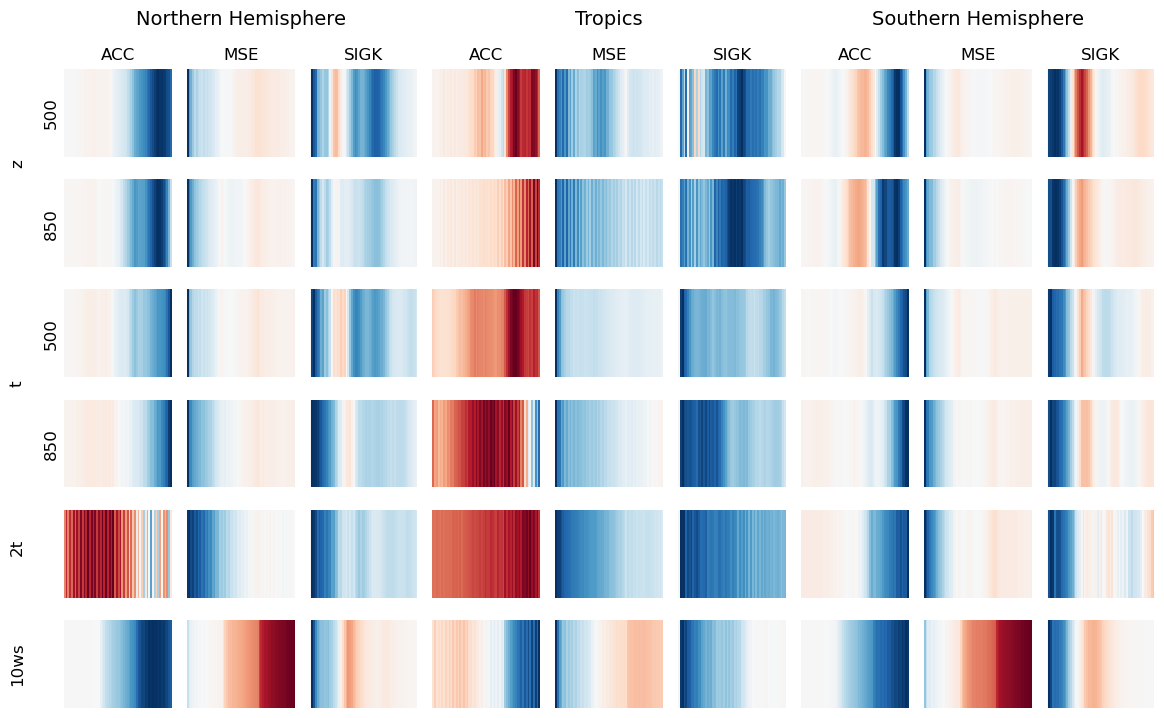 Northern Hemisphere Tropics Southern Hemisphere
ACC MSE SIGK ACC MSE SIGK ACC MSE SIGK
z
500
850
t
500
850
2t
10ws